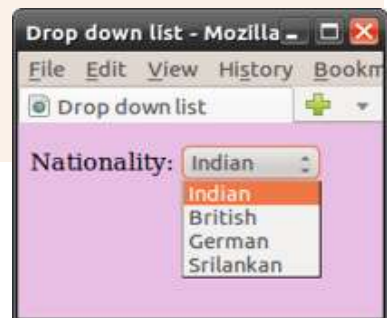 Drop down list - Mozilla
File Edit View History Bookm
Drop down list
Nationality: Indian
Indian
British
German
Srilankan